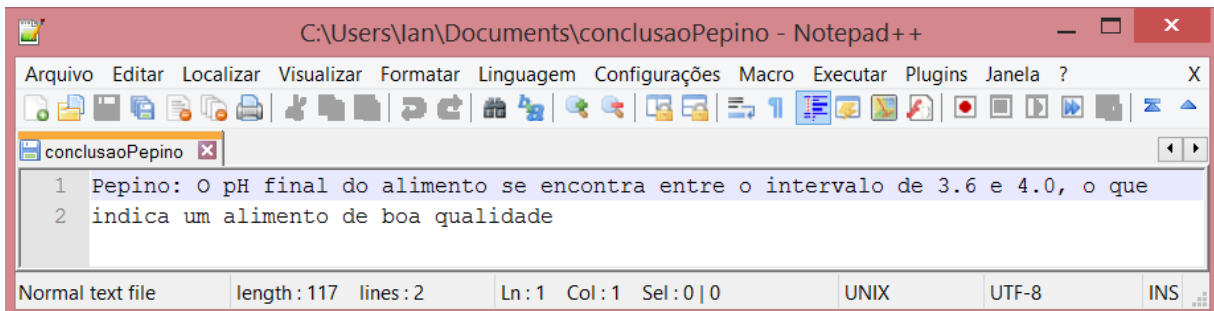 C:\Users\Ian\Documents\conclusaoPepino - Notepad++
Arquivo Editar Localizar Visualizar Formatar Linguagem Configurações Macro Executar Plugins Janela ? X
conclusaoPepino
1 Pepino: O pH final do alimento se encontra entre o intervalo de 3.6 e 4.0, o que
2 indica um alimento de boa qualidade
Normal text file length : 117 lines : 2 Ln : 1 Col : 1 Sel : 0 | 0 UNIX UTF-8 INS